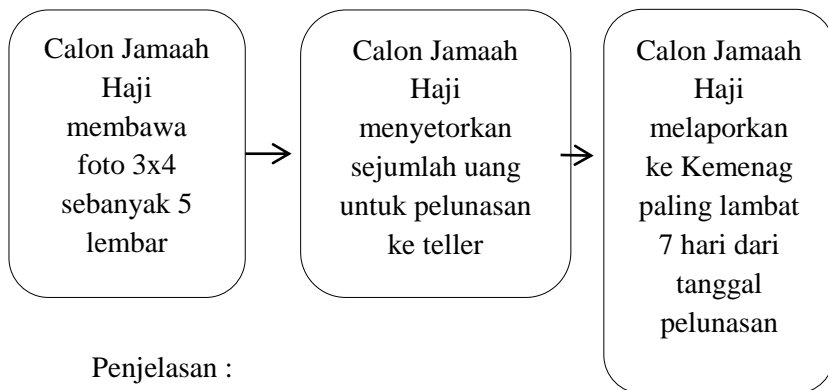 Calon Jamaah
Haji
membawa
foto 3x4
sebanyak 5
lembar
Calon Jamaah
Haji
menyetorkan
sejumlah uang
untuk pelunasan
ke teller
Calon Jamaah
Haji
melaporkan
ke Kemenag
paling lambat
7 hari dari
tanggal
pelunasan
Penjelasan :